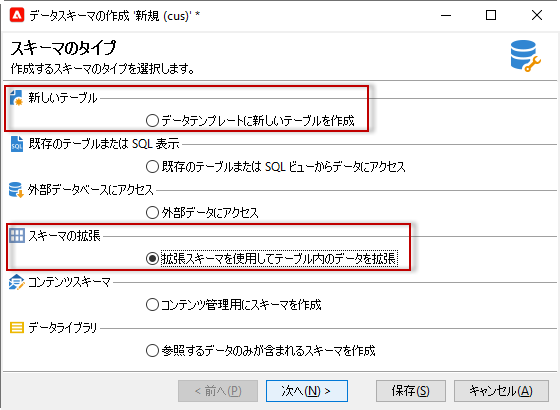 データスキーマの作成 '新規 (cus)' *
スキーマのタイプ
作成するスキーマのタイプを選択します。
新しいテーブル
データテンプレートに新しいテーブルを作成
既存のテーブルまたは SQL 表示
既存のテーブルまたは SQL ビューからデータにアクセス
外部データベースにアクセス
外部データにアクセス
スキーマの拡張
拡張スキーマを使用してテーブル内のデータを拡張
コンテンツスキーマ
コンテンツ管理用にスキーマを作成
データライブラリ
参照するデータのみが含まれるスキーマを作成
< 前へ(P) 次へ(N) > 保存(S) キャンセル(A)